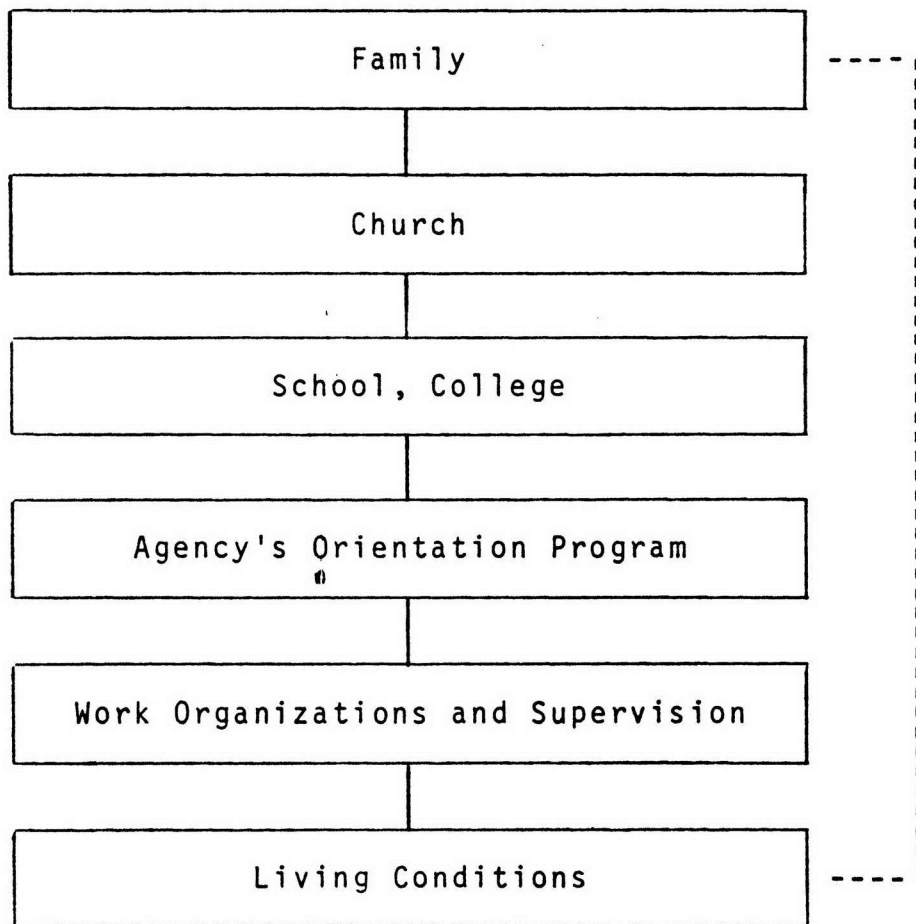 Family
Church
School, College
Agency's Orientation Program
Work Organizations and Supervision
Living Conditions